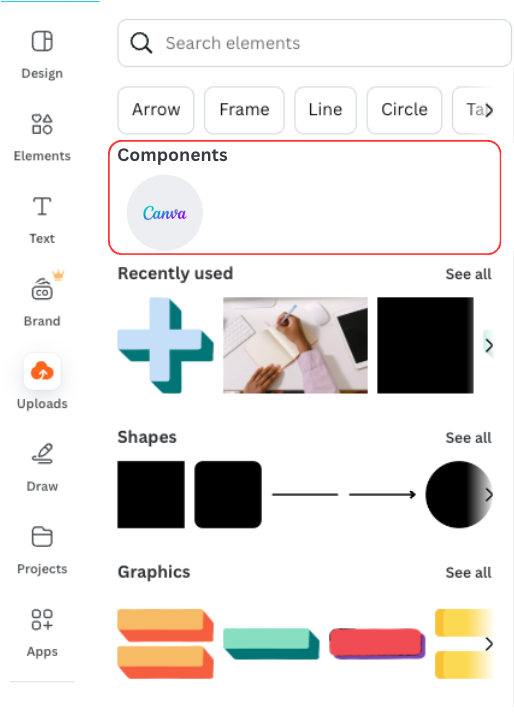 Search elements
Design
Arrow
Frame
Line
Circle
Elements
Components
Canva
Text
Recently used
See all
Brand
Uploads
Shapes
See all
Draw
Projects
Graphics
See all
Apps